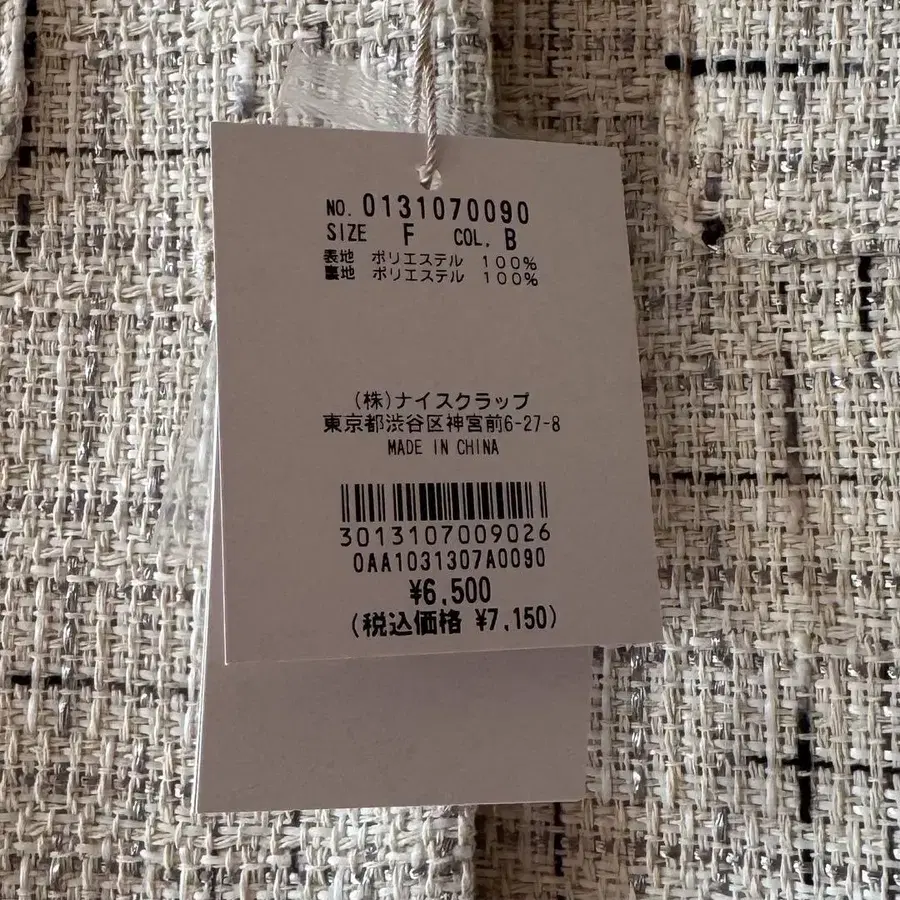 NO. 0131070090
SIZE F COL. B
表地 ポリエステル 100%
裏地 ポリエステル 100%
(株)ナイスクラップ
東京都渋谷区神宮前6-27-8
MADE IN CHINA
3013107009026
0AA1031307A0090
¥6,500
(税込価格 ¥7,150)